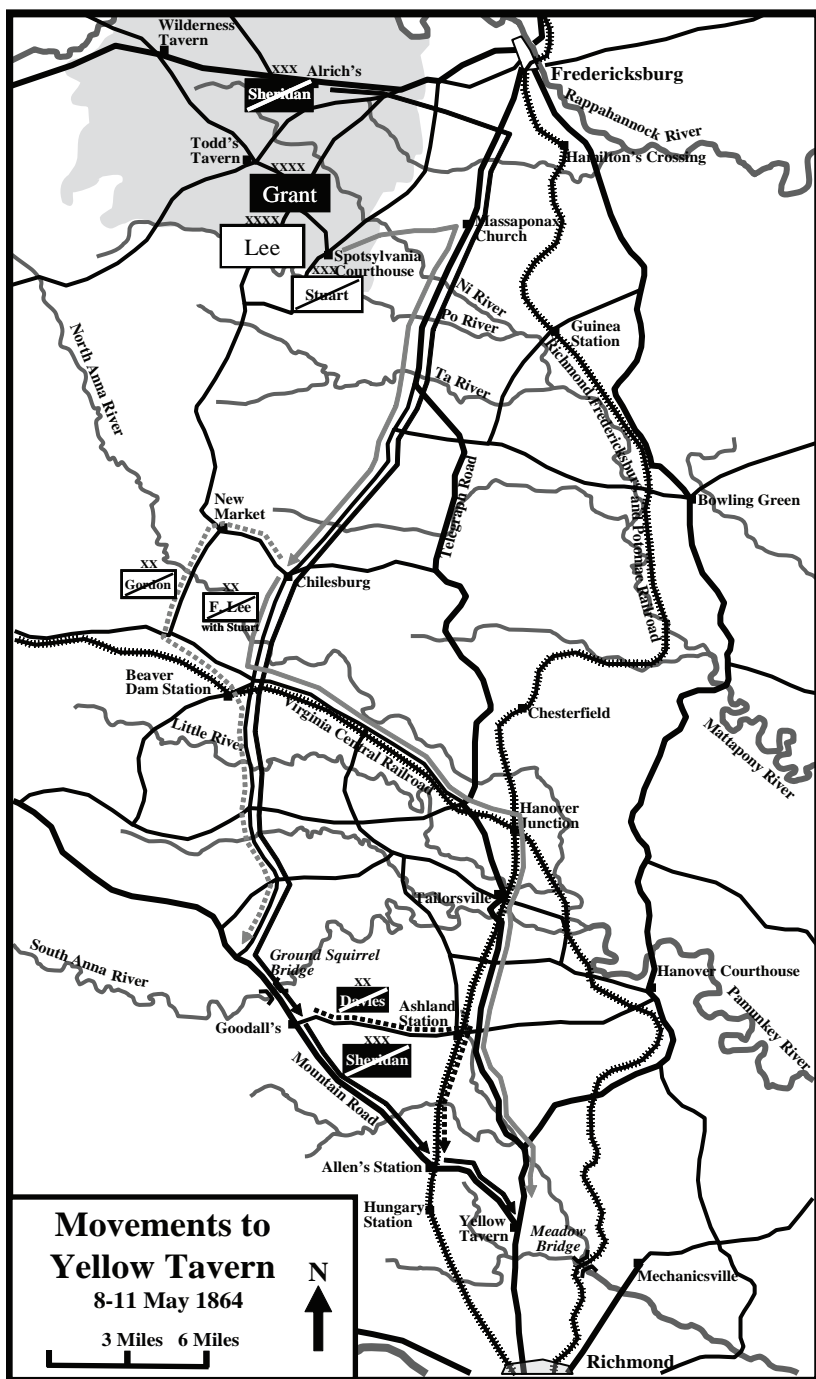 Wilderness
Tavern
XXX
Alrich's
Sheridan
Fredericksburg
Rappahannock River
Todd's
Tavern
Hamilton's Crossing
XXXX
Grant
XXXX
Lee
Massaponax
Church
Spotsylvania
Courthouse
XXX
Stuart
Ni River
Po River
Guinea
Station
North Anna River
Ta River
Richmond Fredericksburg and Potomac Railroad
Telegraph Road
New
Market
Bowling Green
XX
Gordon
XX
F. Lee
with Stuart
Chilesburg
Beaver
Dam Station
Little River
Virginia Central Railroad
Chesterfield
Mattapony River
Hanover
Junction
Tailorsville
South Anna River
Ground Squirrel
Bridge
XX
Davies
Ashland
Station
Hanover Courthouse
Pamunkey River
Goodall's
XXX
Sheridan
Mountain Road
Allen's Station
Hungary
Station
Yellow
Tavern
Meadow
Bridge
Mechanicsville
Richmond
Movements to
Yellow Tavern
8-11 May 1864
N
3 Miles 6 Miles